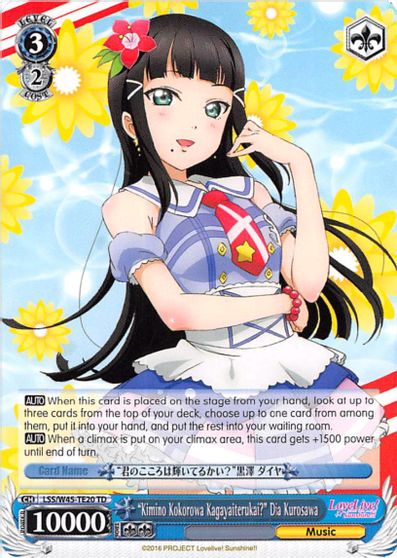 LEVEL
3
2
COST
AUTO When this card is placed on the stage from your hand, look at up to
three cards from the top of your deck, choose up to one card from among
them, put it into your hand, and put the rest into your waiting room.
AUTO When a climax is put on your climax area, this card gets +1500 power
until end of turn.
Card Name
"君のこころは輝いてるかい?"黒澤 ダイヤ
CH LSS/W45-TE20 TD
"Kimino Kokorowa Kagayaiterukai?" Dia Kurosawa
LoveLive!
Sunshine!!
POWER
10000
SOUL
Music
©2016 PROJECT Lovelive! Sunshine!!